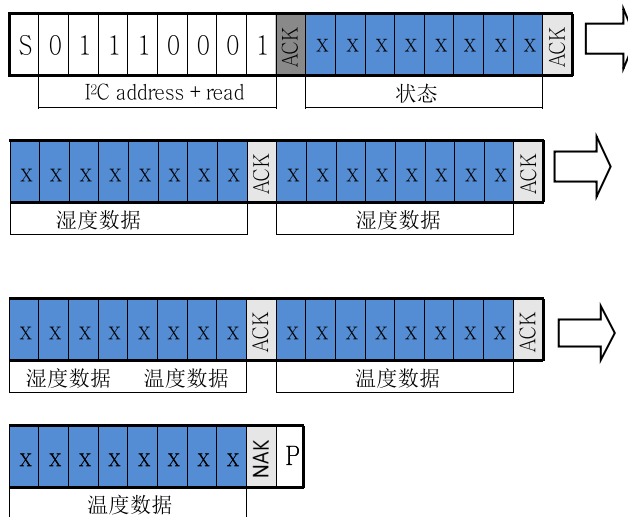 S 0 1 1 1 0 0 0 1 ACK x x x x x x x x ACK
I²C address + read 状态
x x x x x x x x ACK x x x x x x x x ACK
湿度数据 湿度数据
x x x x x x x x ACK x x x x x x x x ACK
湿度数据 温度数据 温度数据
x x x x x x x x NAK P
温度数据